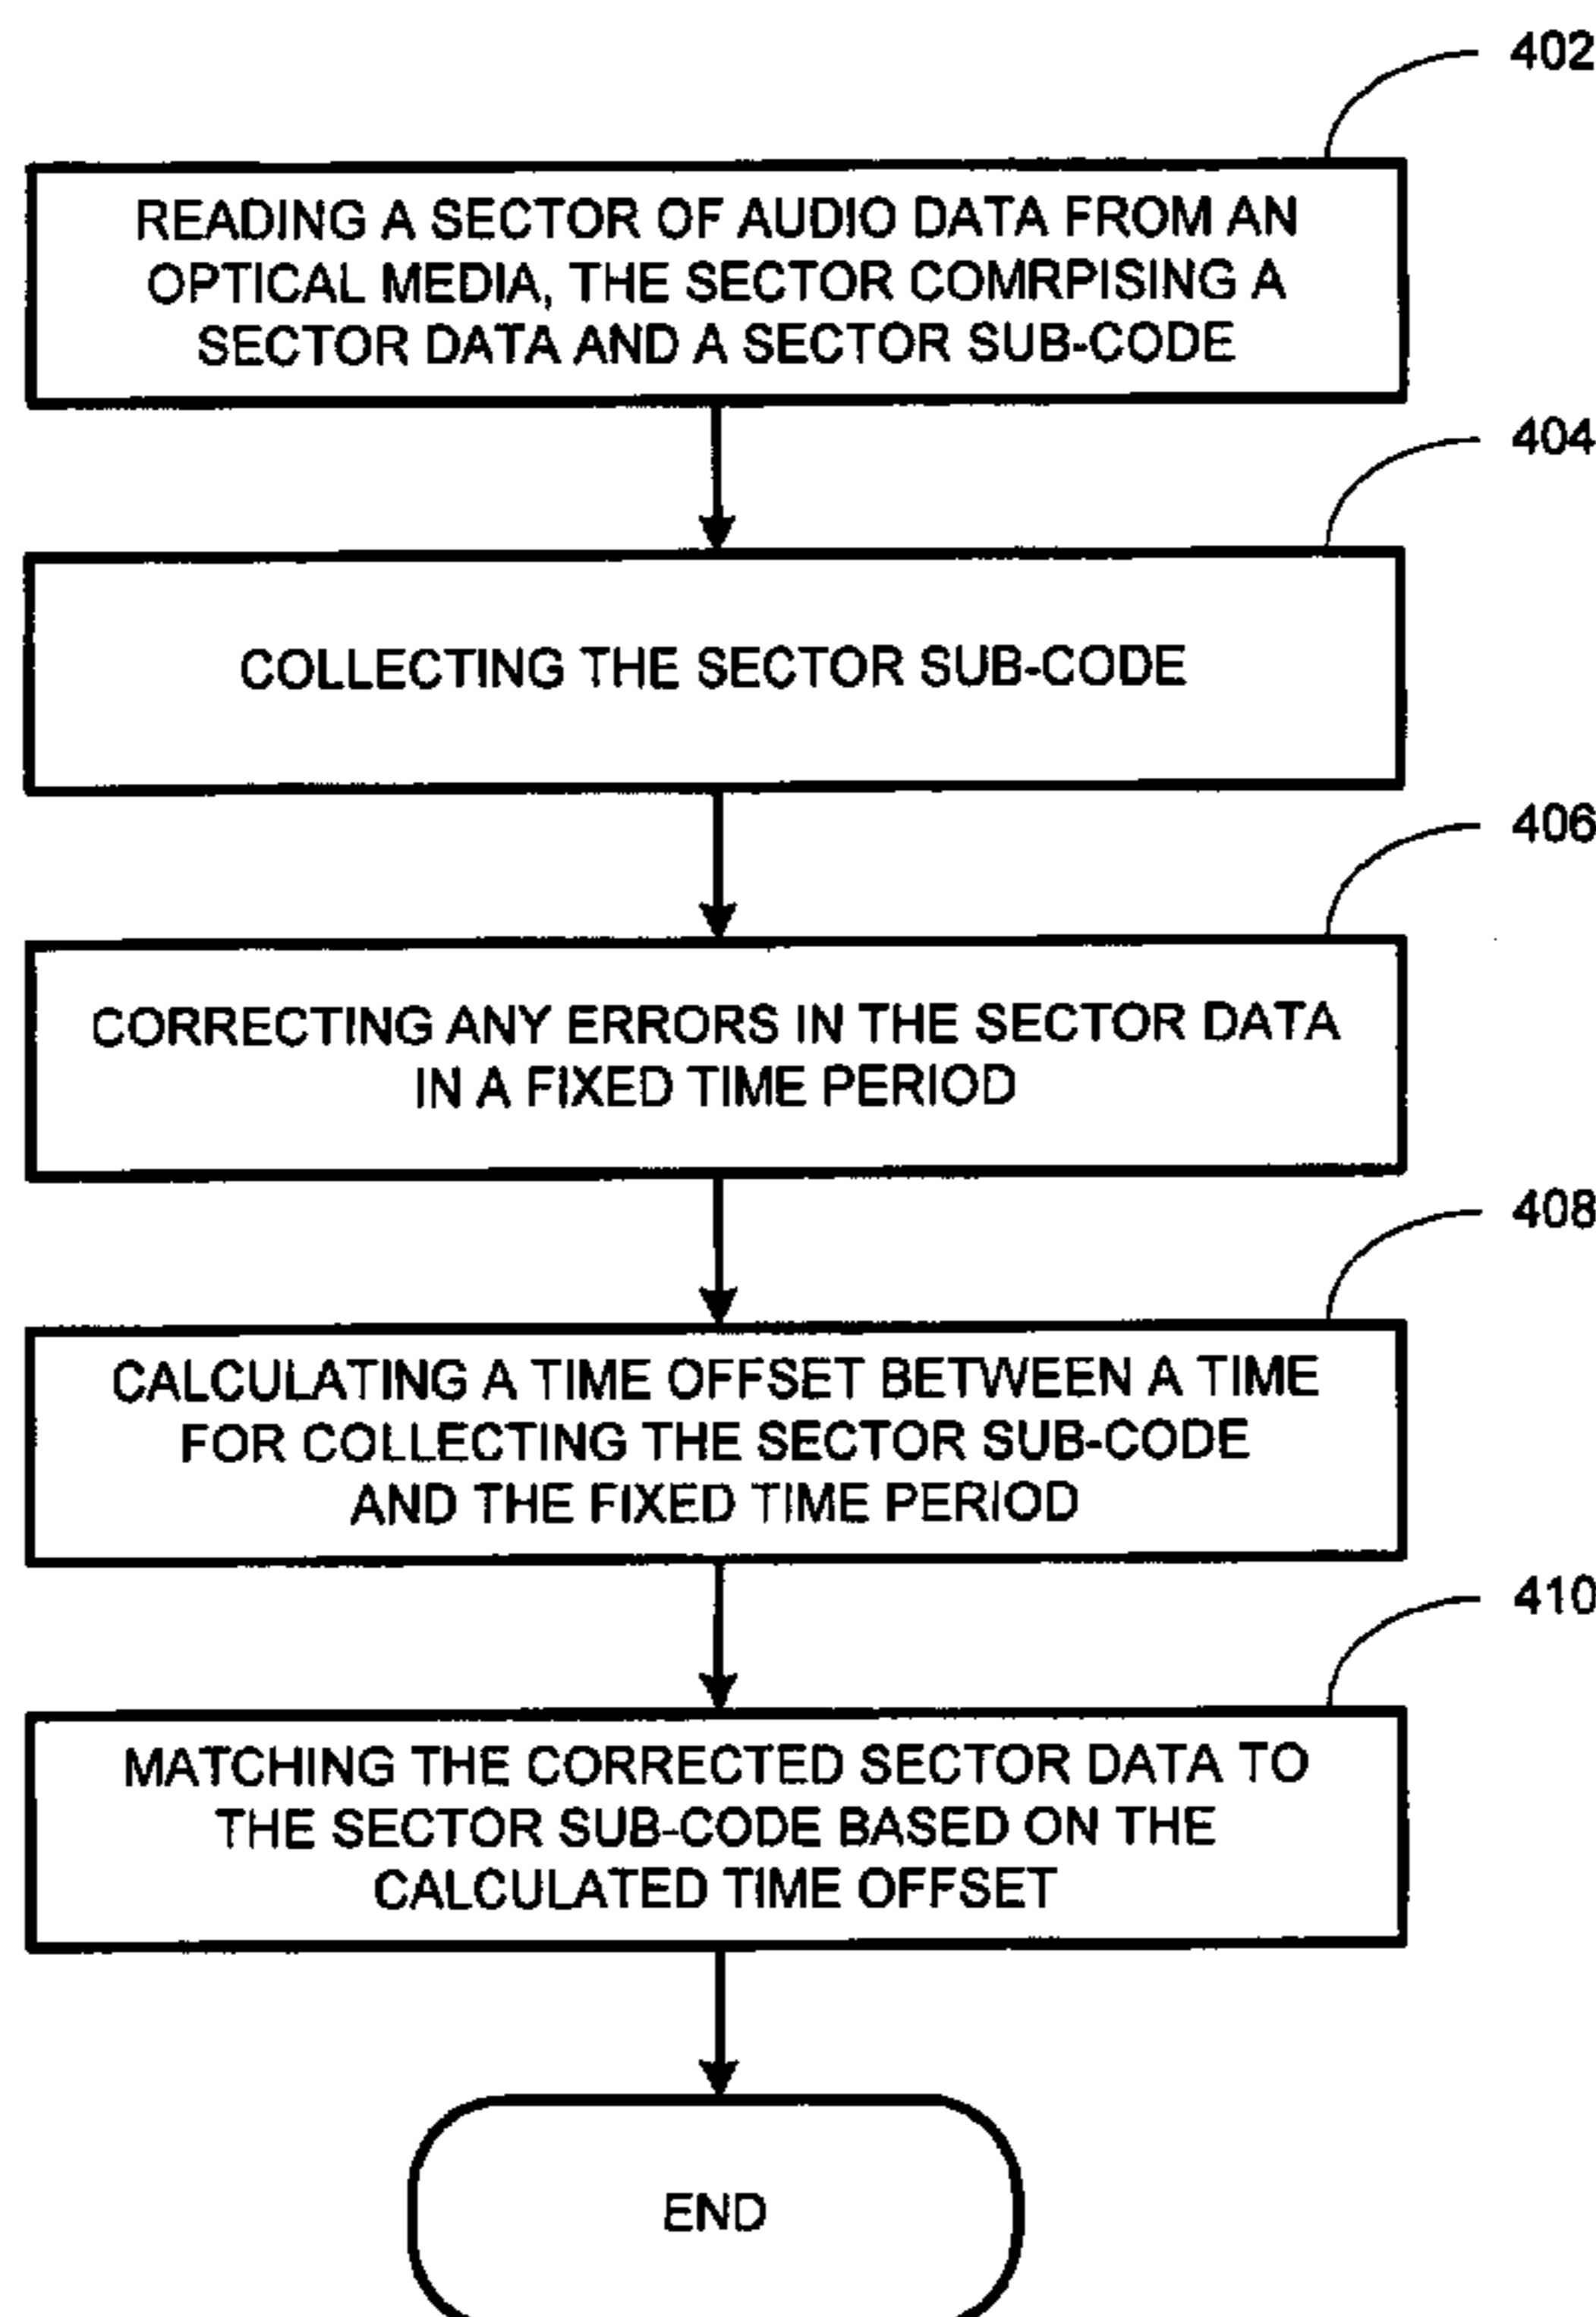 402
READING A SECTOR OF AUDIO DATA FROM AN
OPTICAL MEDIA, THE SECTOR COMRPISING A
SECTOR DATA AND A SECTOR SUB-CODE
404
COLLECTING THE SECTOR SUB-CODE
406
CORRECTING ANY ERRORS IN THE SECTOR DATA
IN A FIXED TIME PERIOD
408
CALCULATING A TIME OFFSET BETWEEN A TIME
FOR COLLECTING THE SECTOR SUB-CODE
AND THE FIXED TIME PERIOD
410
MATCHING THE CORRECTED SECTOR DATA TO
THE SECTOR SUB-CODE BASED ON THE
CALCULATED TIME OFFSET
END